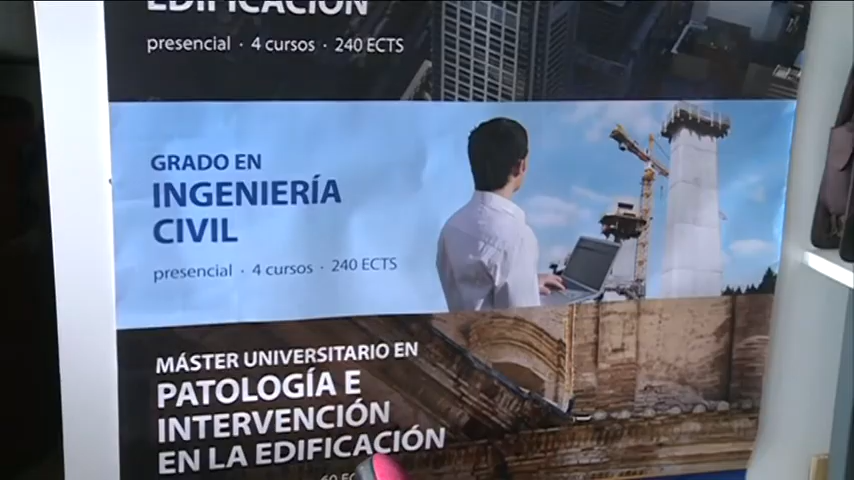 EDIFICACIÓN
presencial · 4 cursos · 240 ECTS
GRADO EN
INGENIERÍA
CIVIL
presencial · 4 cursos · 240 ECTS
MÁSTER UNIVERSITARIO EN
PATOLOGÍA E
INTERVENCIÓN
EN LA EDIFICACIÓN